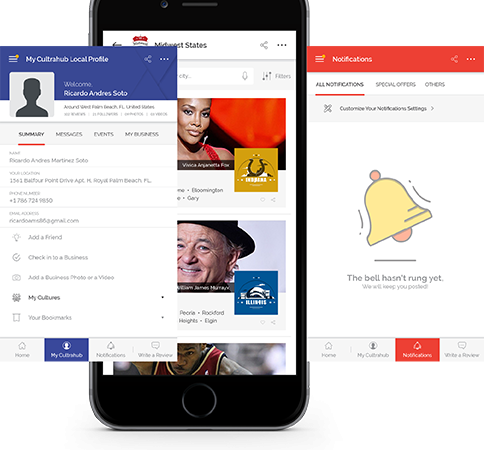 My Cultrahub Local Profile
Welcome,
Ricardo Andres Soto
Around West Palm Beach, FL, United States
SUMMARY
MESSAGES
EVENTS
MY BUSINESS
NAME
Ricardo Andres Martinez Soto
YOUR LOCATION
1341 Balfour Point Drive Apt. H, Royal Palm Beach, FL.
PHONE NUMBER
+1 786 724 9850
EMAIL ADDRESS
ricardoams86@gmail.com
Add a Friend
Check in to a Business
Add a Business Photo or a Video
My Cultures
Your Bookmarks
Home
My Cultrahub
Notifications
Write a Review
Midwest States
city..
Filters
Vivica Anjanetta Fox
INDIANA
ne • Bloomington
• Gary
William James Murray
ILLINOIS
Peoria • Rockford
Heights • Elgin
Notifications
ALL NOTIFICATIONS
SPECIAL OFFERS
OTHERS
Customize Your Notifications Settings >
The bell hasn't rung yet.
We will keep you posted!
Home
My Cultrahub
Notifications
Write a Review